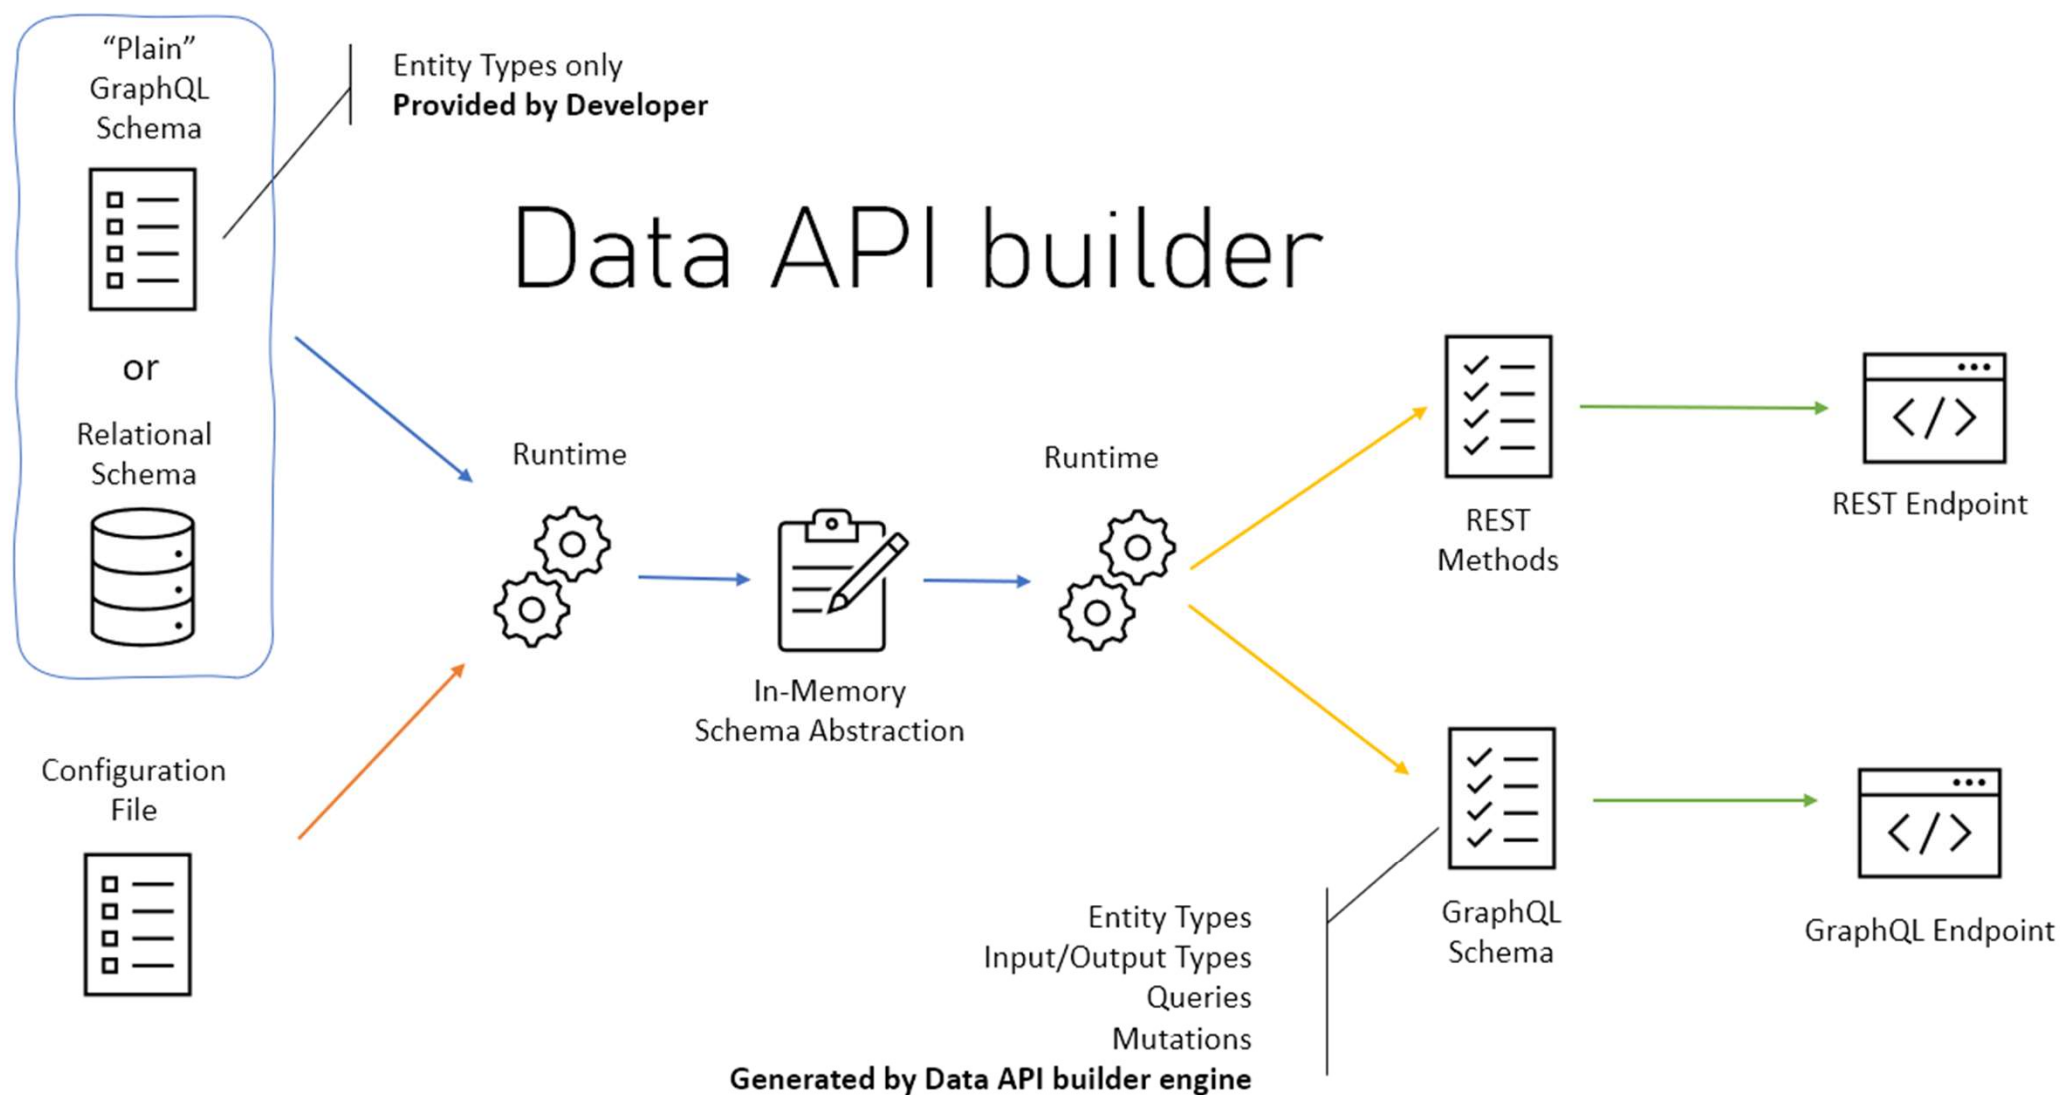 “Plain”
GraphQL
Schema
Entity Types only
Provided by Developer
Data API builder
or
Relational
Schema
Runtime
Runtime
REST
Methods
REST Endpoint
In-Memory
Schema Abstraction
Configuration
File
</>
</>
GraphQL
Schema
GraphQL Endpoint
Entity Types
Input/Output Types
Queries
Mutations
Generated by Data API builder engine